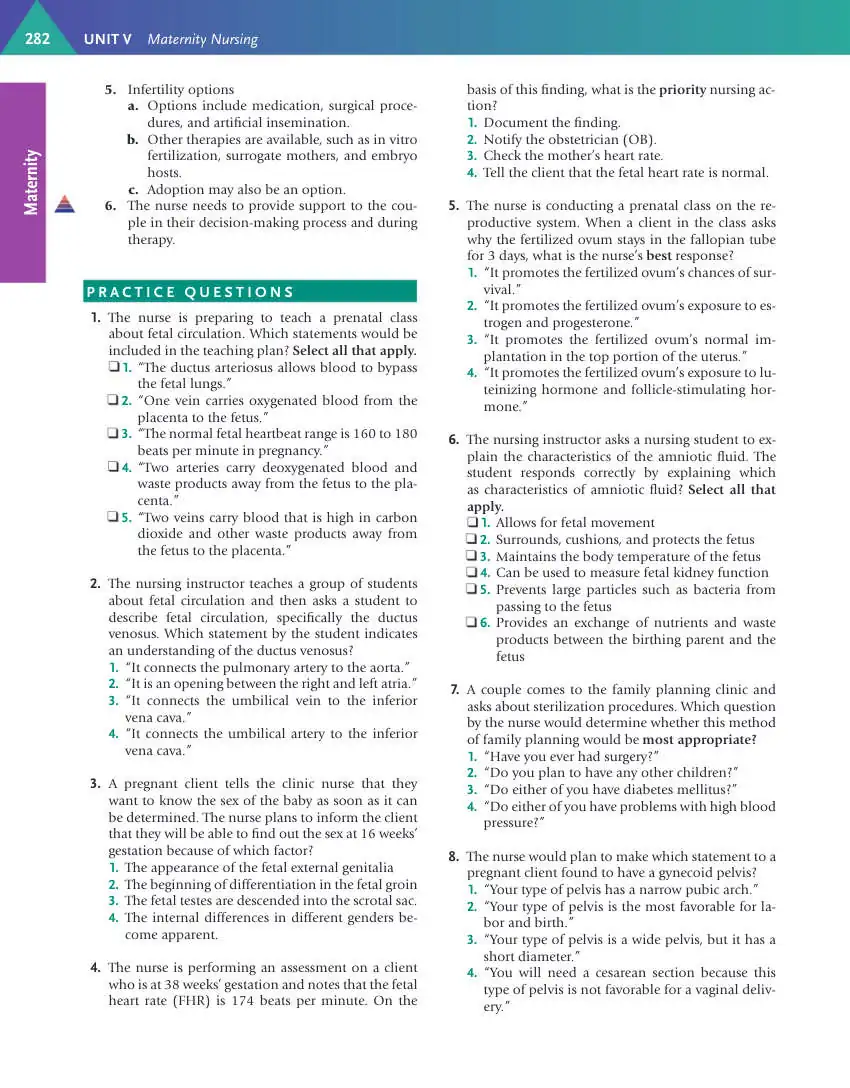 282 UNIT V Maternity Nursing
Maternity
5. Infertility options
a. Options include medication, surgical proce-
dures, and artificial insemination.
b. Other therapies are available, such as in vitro
fertilization, surrogate mothers, and embryo
hosts.
c. Adoption may also be an option.
6. The nurse needs to provide support to the cou-
ple in their decision-making process and during
therapy.
PRACTICE QUESTIONS
1. The nurse is preparing to teach a prenatal class
about fetal circulation. Which statements would be
included in the teaching plan? Select all that apply.
❑ 1. “The ductus arteriosus allows blood to bypass
the fetal lungs.”
❑ 2. “One vein carries oxygenated blood from the
placenta to the fetus.”
❑ 3. “The normal fetal heartbeat range is 160 to 180
beats per minute in pregnancy.”
❑ 4. “Two arteries carry deoxygenated blood and
waste products away from the fetus to the pla-
centa.”
❑ 5. “Two veins carry blood that is high in carbon
dioxide and other waste products away from
the fetus to the placenta.”
2. The nursing instructor teaches a group of students
about fetal circulation and then asks a student to
describe fetal circulation, specifically the ductus
venosus. Which statement by the student indicates
an understanding of the ductus venosus?
1. “It connects the pulmonary artery to the aorta.”
2. “It is an opening between the right and left atria.”
3. “It connects the umbilical vein to the inferior
vena cava.”
4. “It connects the umbilical artery to the inferior
vena cava.”
3. A pregnant client tells the clinic nurse that they
want to know the sex of the baby as soon as it can
be determined. The nurse plans to inform the client
that they will be able to find out the sex at 16 weeks’
gestation because of which factor?
1. The appearance of the fetal external genitalia
2. The beginning of differentiation in the fetal groin
3. The fetal testes are descended into the scrotal sac.
4. The internal differences in different genders be-
come apparent.
4. The nurse is performing an assessment on a client
who is at 38 weeks’ gestation and notes that the fetal
heart rate (FHR) is 174 beats per minute. On the
basis of this finding, what is the priority nursing ac-
tion?
1. Document the finding.
2. Notify the obstetrician (OB).
3. Check the mother’s heart rate.
4. Tell the client that the fetal heart rate is normal.
5. The nurse is conducting a prenatal class on the re-
productive system. When a client in the class asks
why the fertilized ovum stays in the fallopian tube
for 3 days, what is the nurse’s best response?
1. “It promotes the fertilized ovum’s chances of sur-
vival.”
2. “It promotes the fertilized ovum’s exposure to es-
trogen and progesterone.”
3. “It promotes the fertilized ovum’s normal im-
plantation in the top portion of the uterus.”
4. “It promotes the fertilized ovum’s exposure to lu-
teinizing hormone and follicle-stimulating hor-
mone.”
6. The nursing instructor asks a nursing student to ex-
plain the characteristics of the amniotic fluid. The
student responds correctly by explaining which
as characteristics of amniotic fluid? Select all that
apply.
❑ 1. Allows for fetal movement
❑ 2. Surrounds, cushions, and protects the fetus
❑ 3. Maintains the body temperature of the fetus
❑ 4. Can be used to measure fetal kidney function
❑ 5. Prevents large particles such as bacteria from
passing to the fetus
❑ 6. Provides an exchange of nutrients and waste
products between the birthing parent and the
fetus
7. A couple comes to the family planning clinic and
asks about sterilization procedures. Which question
by the nurse would determine whether this method
of family planning would be most appropriate?
1. “Have you ever had surgery?”
2. “Do you plan to have any other children?”
3. “Do either of you have diabetes mellitus?”
4. “Do either of you have problems with high blood
pressure?”
8. The nurse would plan to make which statement to a
pregnant client found to have a gynecoid pelvis?
1. “Your type of pelvis has a narrow pubic arch.”
2. “Your type of pelvis is the most favorable for la-
bor and birth.”
3. “Your type of pelvis is a wide pelvis, but it has a
short diameter.”
4. “You will need a cesarean section because this
type of pelvis is not favorable for a vaginal deliv-
ery.”